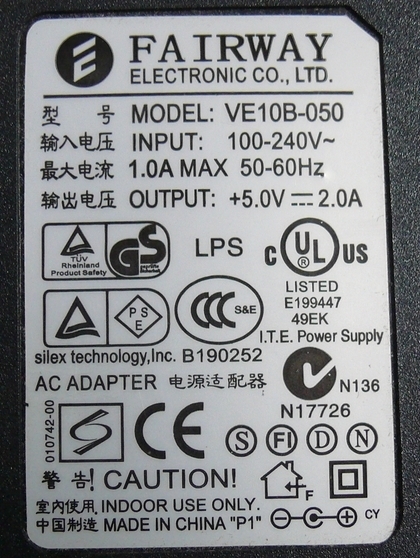 FAIRWAY
ELECTRONIC CO., LTD.
型 号 MODEL: VE10B-050
输入电压 INPUT: 100-240V~
最大电流 1.0A MAX 50-60Hz
输出电压 OUTPUT: +5.0V⎓2.0A
TÜV
Rheinland
Product Safety
GS
LPS
C UL US
®
LISTED
E199447
49EK
I.T.E. Power Supply
PS
E
CCC S&E
silex technology,Inc. B190252
AC ADAPTER 电源适配器
N136
N17726
010742-00
CE
S FI D N
警 告! CAUTION!
F
室内使用, INDOOR USE ONLY.
中国制造 MADE IN CHINA "P1"
CY